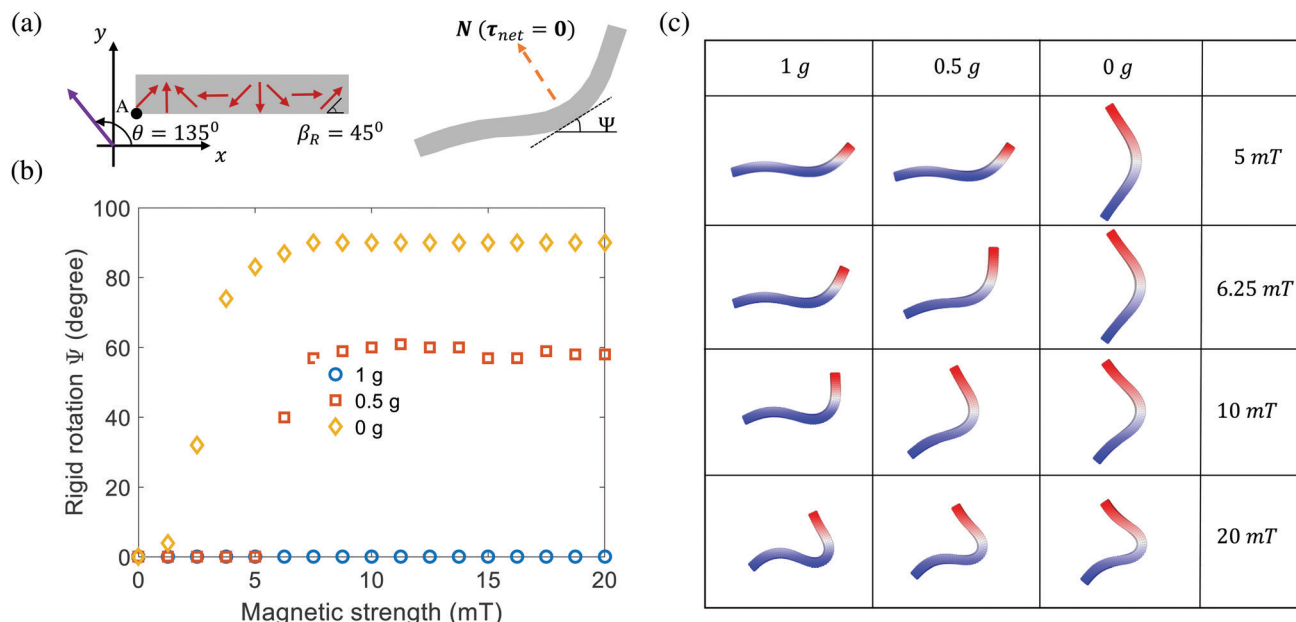 (a)
y
A
θ = 135⁰
x
β_R = 45⁰
N (τ_net = 0)
Ψ
(b)
Rigid rotation Ψ (degree)
100
80
60
40
20
0
1 g
0.5 g
0 g
0 5 10 15 20
Magnetic strength (mT)
(c)
1 g 0.5 g 0 g
5 mT
6.25 mT
10 mT
20 mT